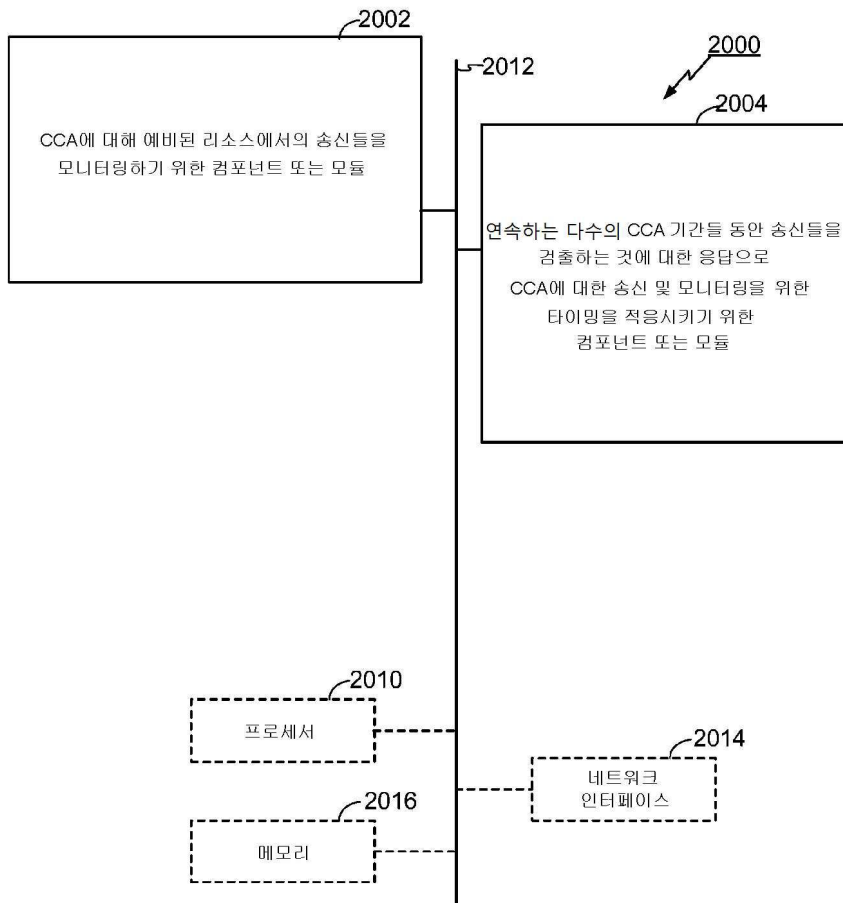 2002
2012
2000
2004
CCA에 대해 예비된 리소스에서의 송신들을
모니터링하기 위한 컴포넌트 또는 모듈
연속하는 다수의 CCA 기간들 동안 송신들을
검출하는 것에 대한 응답으로
CCA에 대한 송신 및 모니터링을 위한
타이밍을 적응시키기 위한
컴포넌트 또는 모듈
2010
프로세서
2014
네트워크
인터페이스
2016
메모리